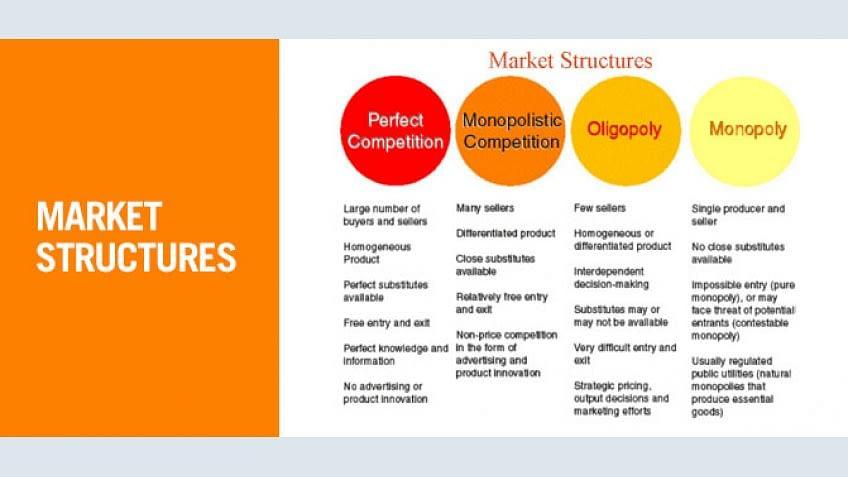 MARKET
STRUCTURES
Market Structures
Perfect
Competition
Large number of
buyers and sellers
Homogeneous
Product
Perfect substitutes
available
Free entry and exit
Perfect knowledge and
information
No advertising or
product innovation
Monopolistic
Competition
Many sellers
Differentiated product
Close substitutes
available
Relatively free entry
and exit
Non-price competition
in the form of
advertising and
product innovation
Oligopoly
Few sellers
Homogeneous or
differentiated product
Interdependent
decision-making
Substitutes may or
may not be available
Very difficult entry and
exit
Strategic pricing,
output decisions and
marketing efforts
Monopoly
Single producer and
seller
No close substitutes
available
Impossible entry (pure
monopoly), or may
face threat of potential
entrants (contestable
monopoly)
Usually regulated
public utilities (natural
monopolies that
produce essential
goods)